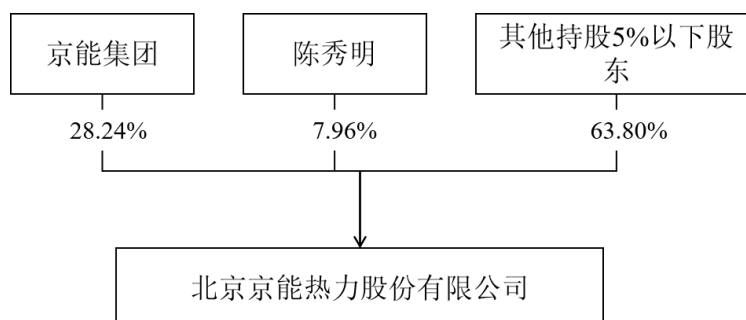 京能集团
陈秀明
其他持股5%以下股
东
28.24%
7.96%
63.80%
北京京能热力股份有限公司